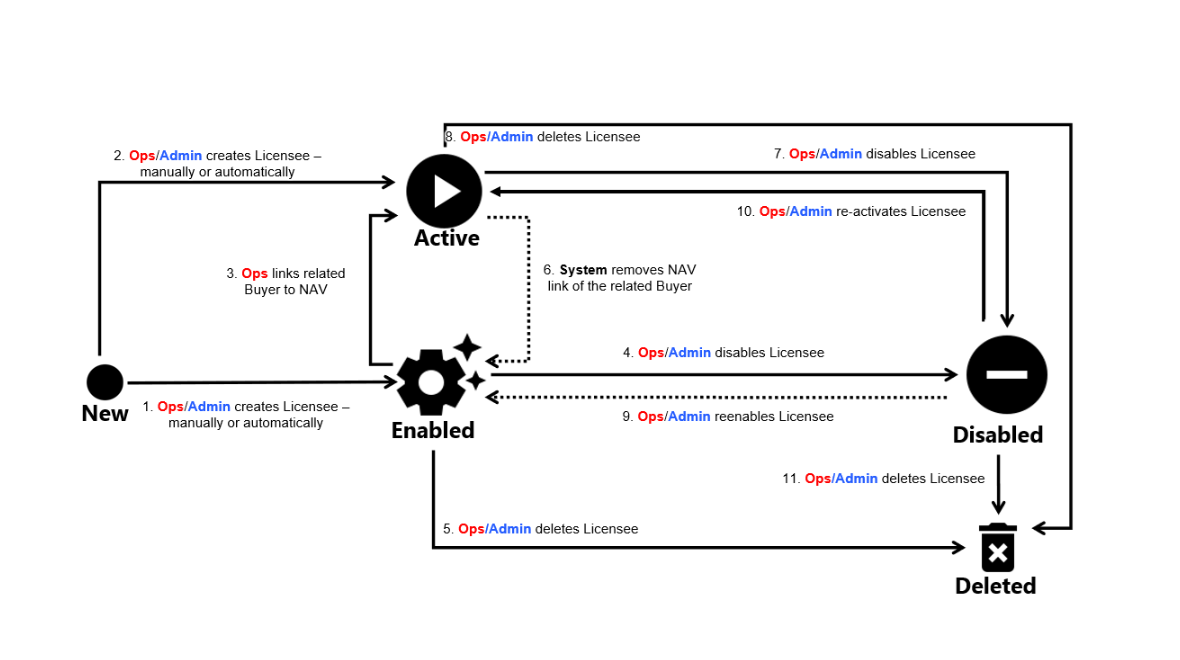 8. Ops/Admin deletes Licensee
2. Ops/Admin creates Licensee –
manually or automatically
7. Ops/Admin disables Licensee
10. Ops/Admin re-activates Licensee
Active
3. Ops links related
Buyer to NAV
6. System removes NAV
link of the related Buyer
4. Ops/Admin disables Licensee
New
1. Ops/Admin creates Licensee –
manually or automatically
Enabled
9. Ops/Admin reenables Licensee
Disabled
11. Ops/Admin deletes Licensee
5. Ops/Admin deletes Licensee
Deleted